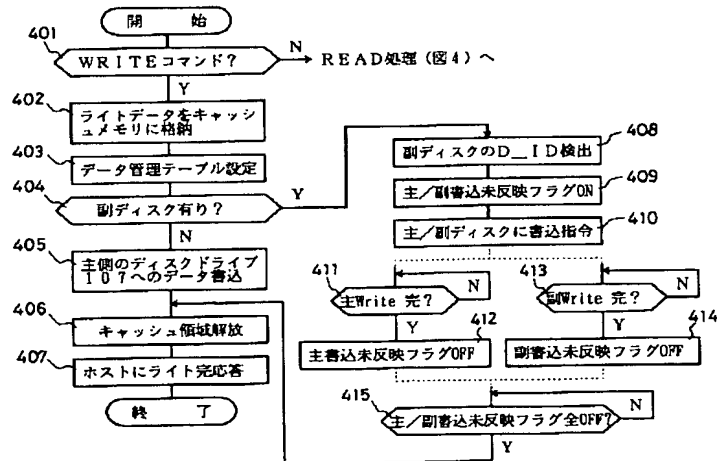 開 始
401
WRITEコマンド?
N
READ処理(図4)へ
Y
402
ライトデータをキャッシ
ュメモリに格納
403
データ管理テーブル設定
404
副ディスク有り?
Y
N
405
主側のディスクドライブ
107へのデータ書込
406
キャッシュ領域解放
407
ホストにライト完応答
終 了
408
副ディスクのD_ID検出
409
主/副書込未反映フラグON
410
主/副ディスクに書込指令
411
主Write 完?
N
Y
412
主書込未反映フラグOFF
413
副Write 完?
N
Y
414
副書込未反映フラグOFF
415
主/副書込未反映フラグ全OFF?
N
Y